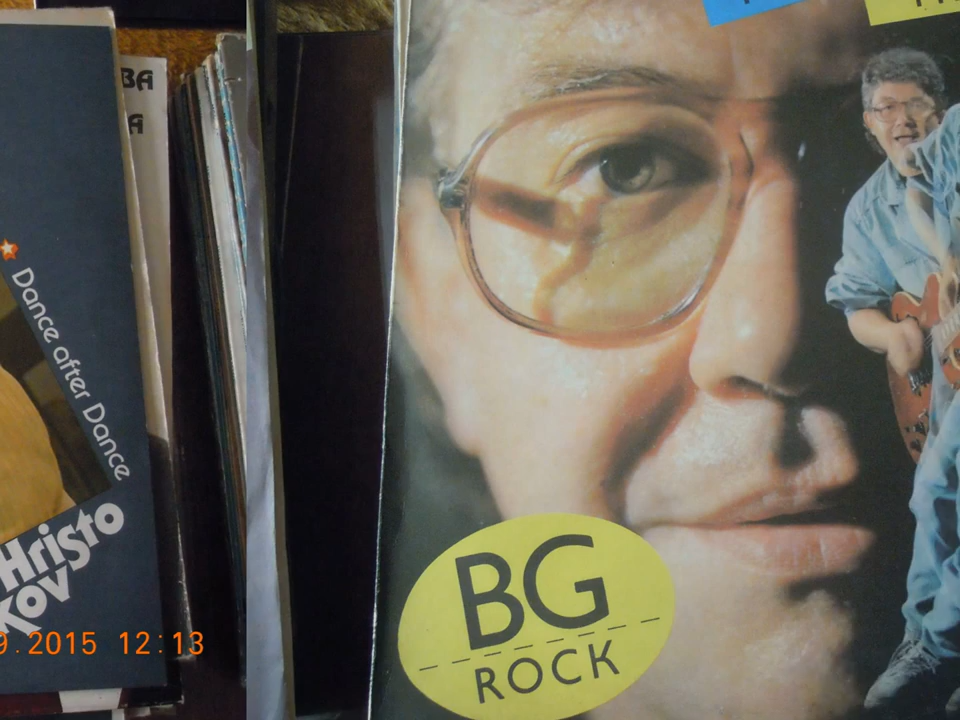 BA
A
Dance after Dance
Hristo
kov
9.2015 12:13
BG
ROCK